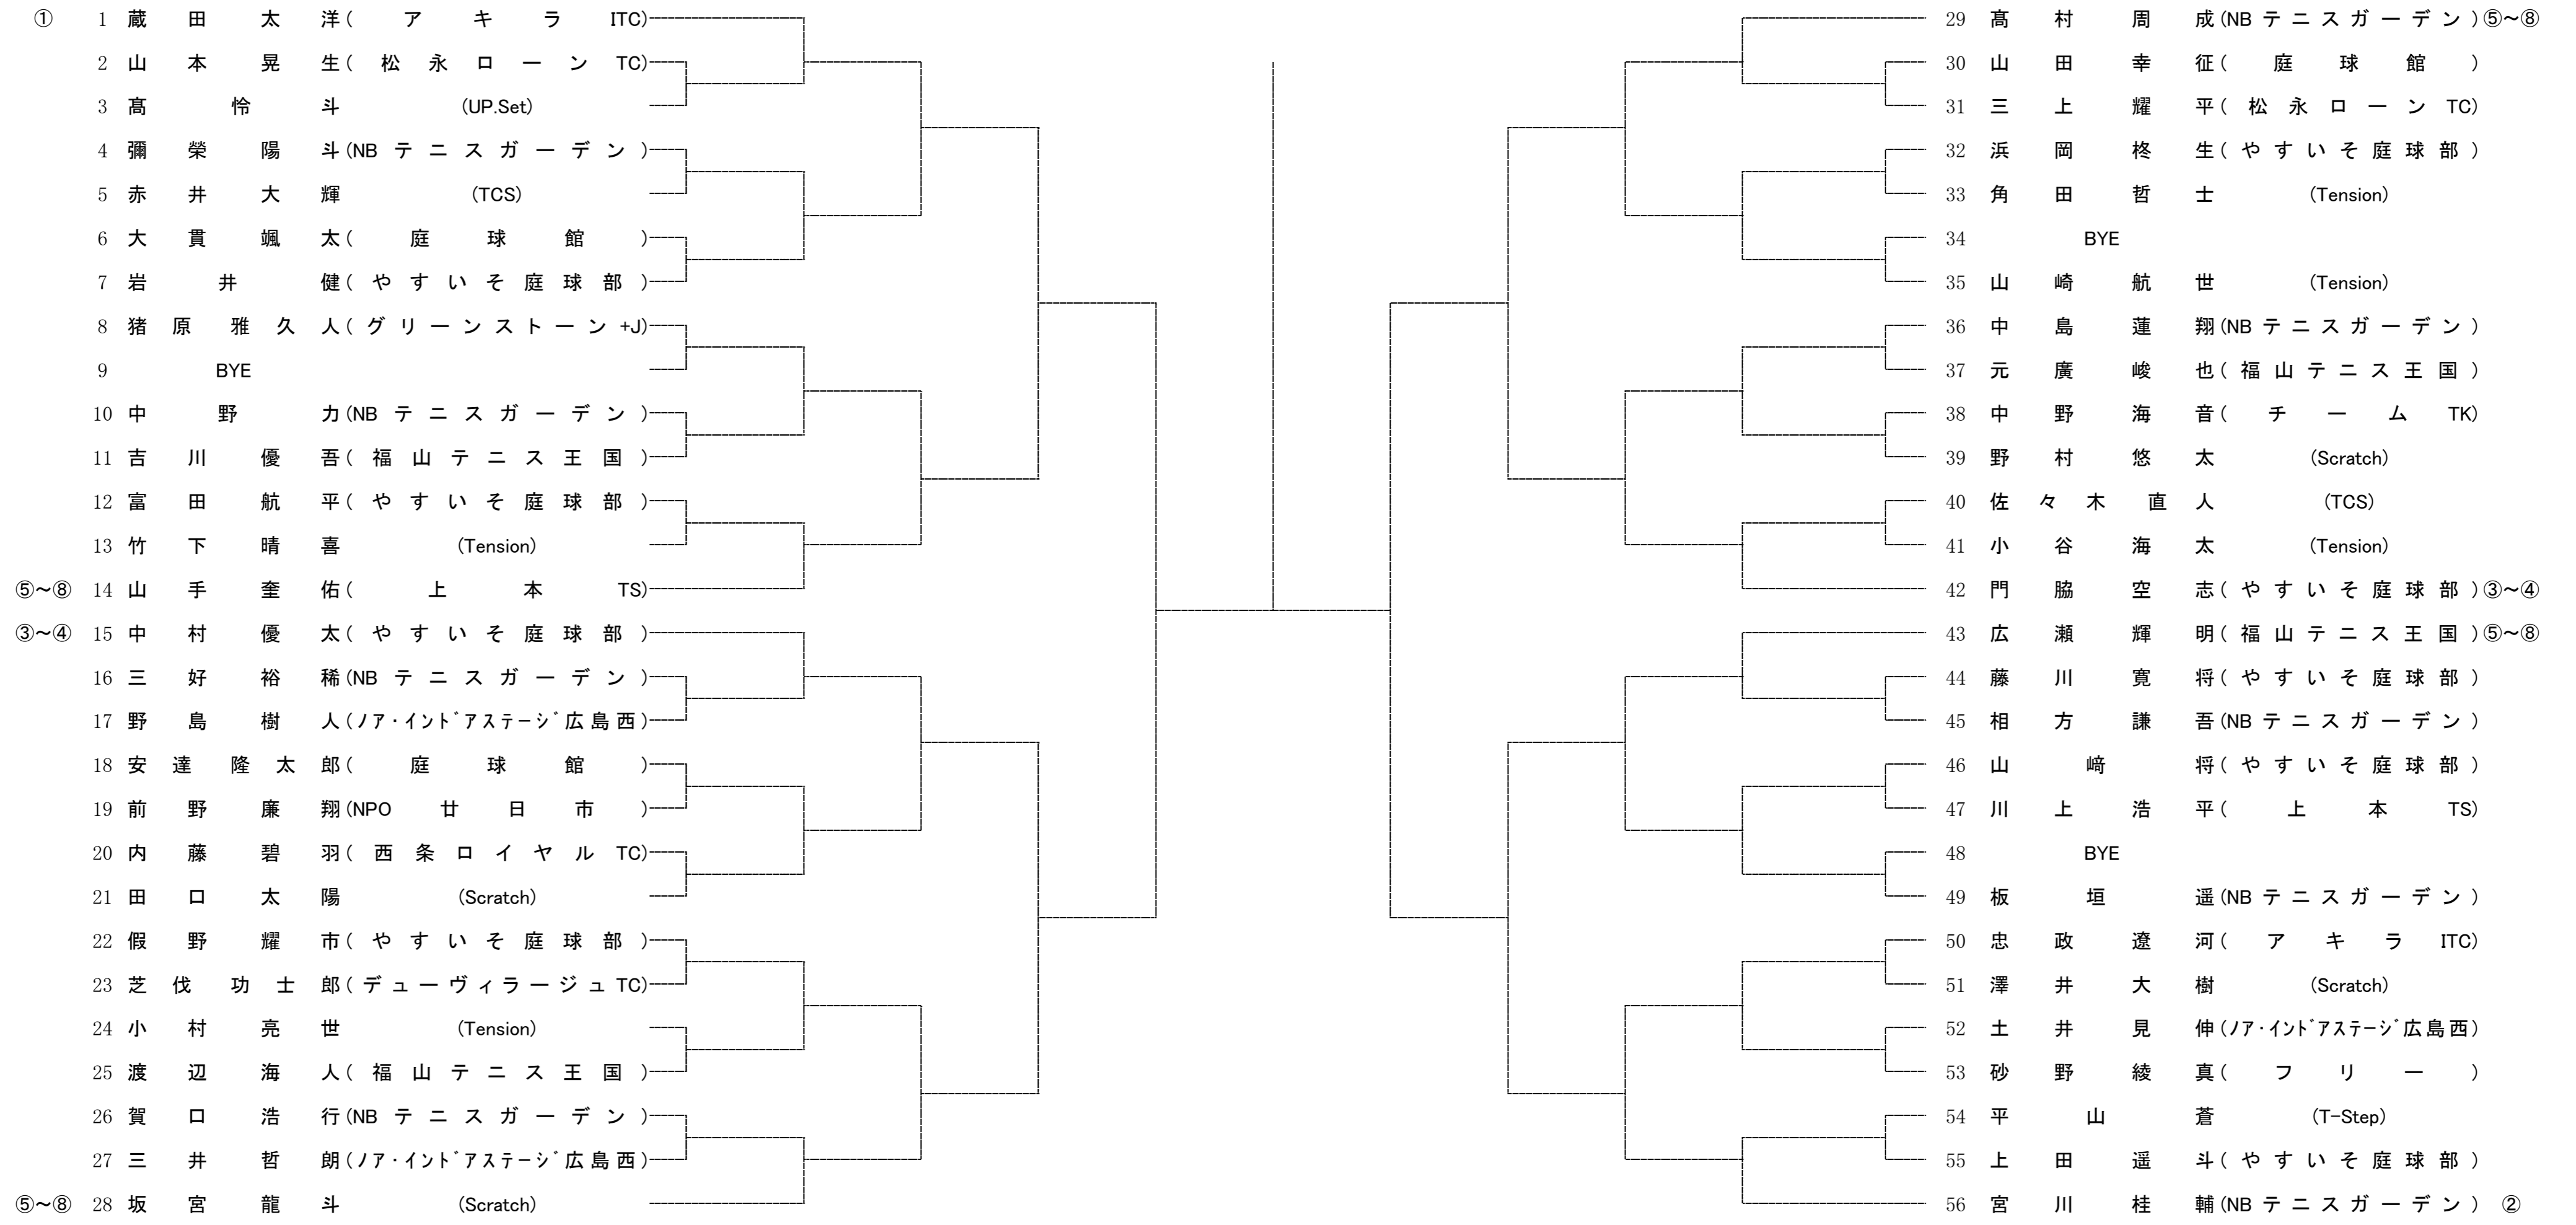 ① 1 蔵田太洋(アキラITC)
2 山本晃生(松永ローンTC)
3 髙怜斗(UP.Set)
4 彌榮陽斗(NBテニスガーデン)
5 赤井大輝(TCS)
6 大貫颯太(庭球館)
7 岩井健(やすいそ庭球部)
8 猪原雅久人(グリーンストーン+J)
9 BYE
10 中野力(NBテニスガーデン)
11 吉川優吾(福山テニス王国)
12 富田航平(やすいそ庭球部)
13 竹下晴喜(Tension)
⑤~⑧ 14 山手奎佑(上本TS)
③~④ 15 中村優太(やすいそ庭球部)
16 三好裕稀(NBテニスガーデン)
17 野島樹人(ノア・インドアステージ広島西)
18 安達隆太郎(庭球館)
19 前野廉翔(NPO廿日市)
20 内藤碧羽(西条ロイヤルTC)
21 田口太陽(Scratch)
22 假野耀市(やすいそ庭球部)
23 芝伐功士郎(デューヴィラージュTC)
24 小村亮世(Tension)
25 渡辺海人(福山テニス王国)
26 賀口浩行(NBテニスガーデン)
27 三井哲朗(ノア・インドアステージ広島西)
⑤~⑧ 28 坂宮龍斗(Scratch)
29 髙村周成(NBテニスガーデン)⑤~⑧
30 山田幸征(庭球館)
31 三上耀平(松永ローンTC)
32 浜岡柊生(やすいそ庭球部)
33 角田哲士(Tension)
34 BYE
35 山崎航世(Tension)
36 中島蓮翔(NBテニスガーデン)
37 元廣峻也(福山テニス王国)
38 中野海音(チームTK)
39 野村悠太(Scratch)
40 佐々木直人(TCS)
41 小谷海太(Tension)
42 門脇空志(やすいそ庭球部)③~④
43 広瀬輝明(福山テニス王国)⑤~⑧
44 藤川寛将(やすいそ庭球部)
45 相方謙吾(NBテニスガーデン)
46 山﨑将(やすいそ庭球部)
47 川上浩平(上本TS)
48 BYE
49 板垣遥(NBテニスガーデン)
50 忠政遼河(アキラITC)
51 澤井大樹(Scratch)
52 土井見伸(ノア・インドアステージ広島西)
53 砂野綾真(フリー)
54 平山蒼(T-Step)
55 上田遥斗(やすいそ庭球部)
56 宮川桂輔(NBテニスガーデン) ②